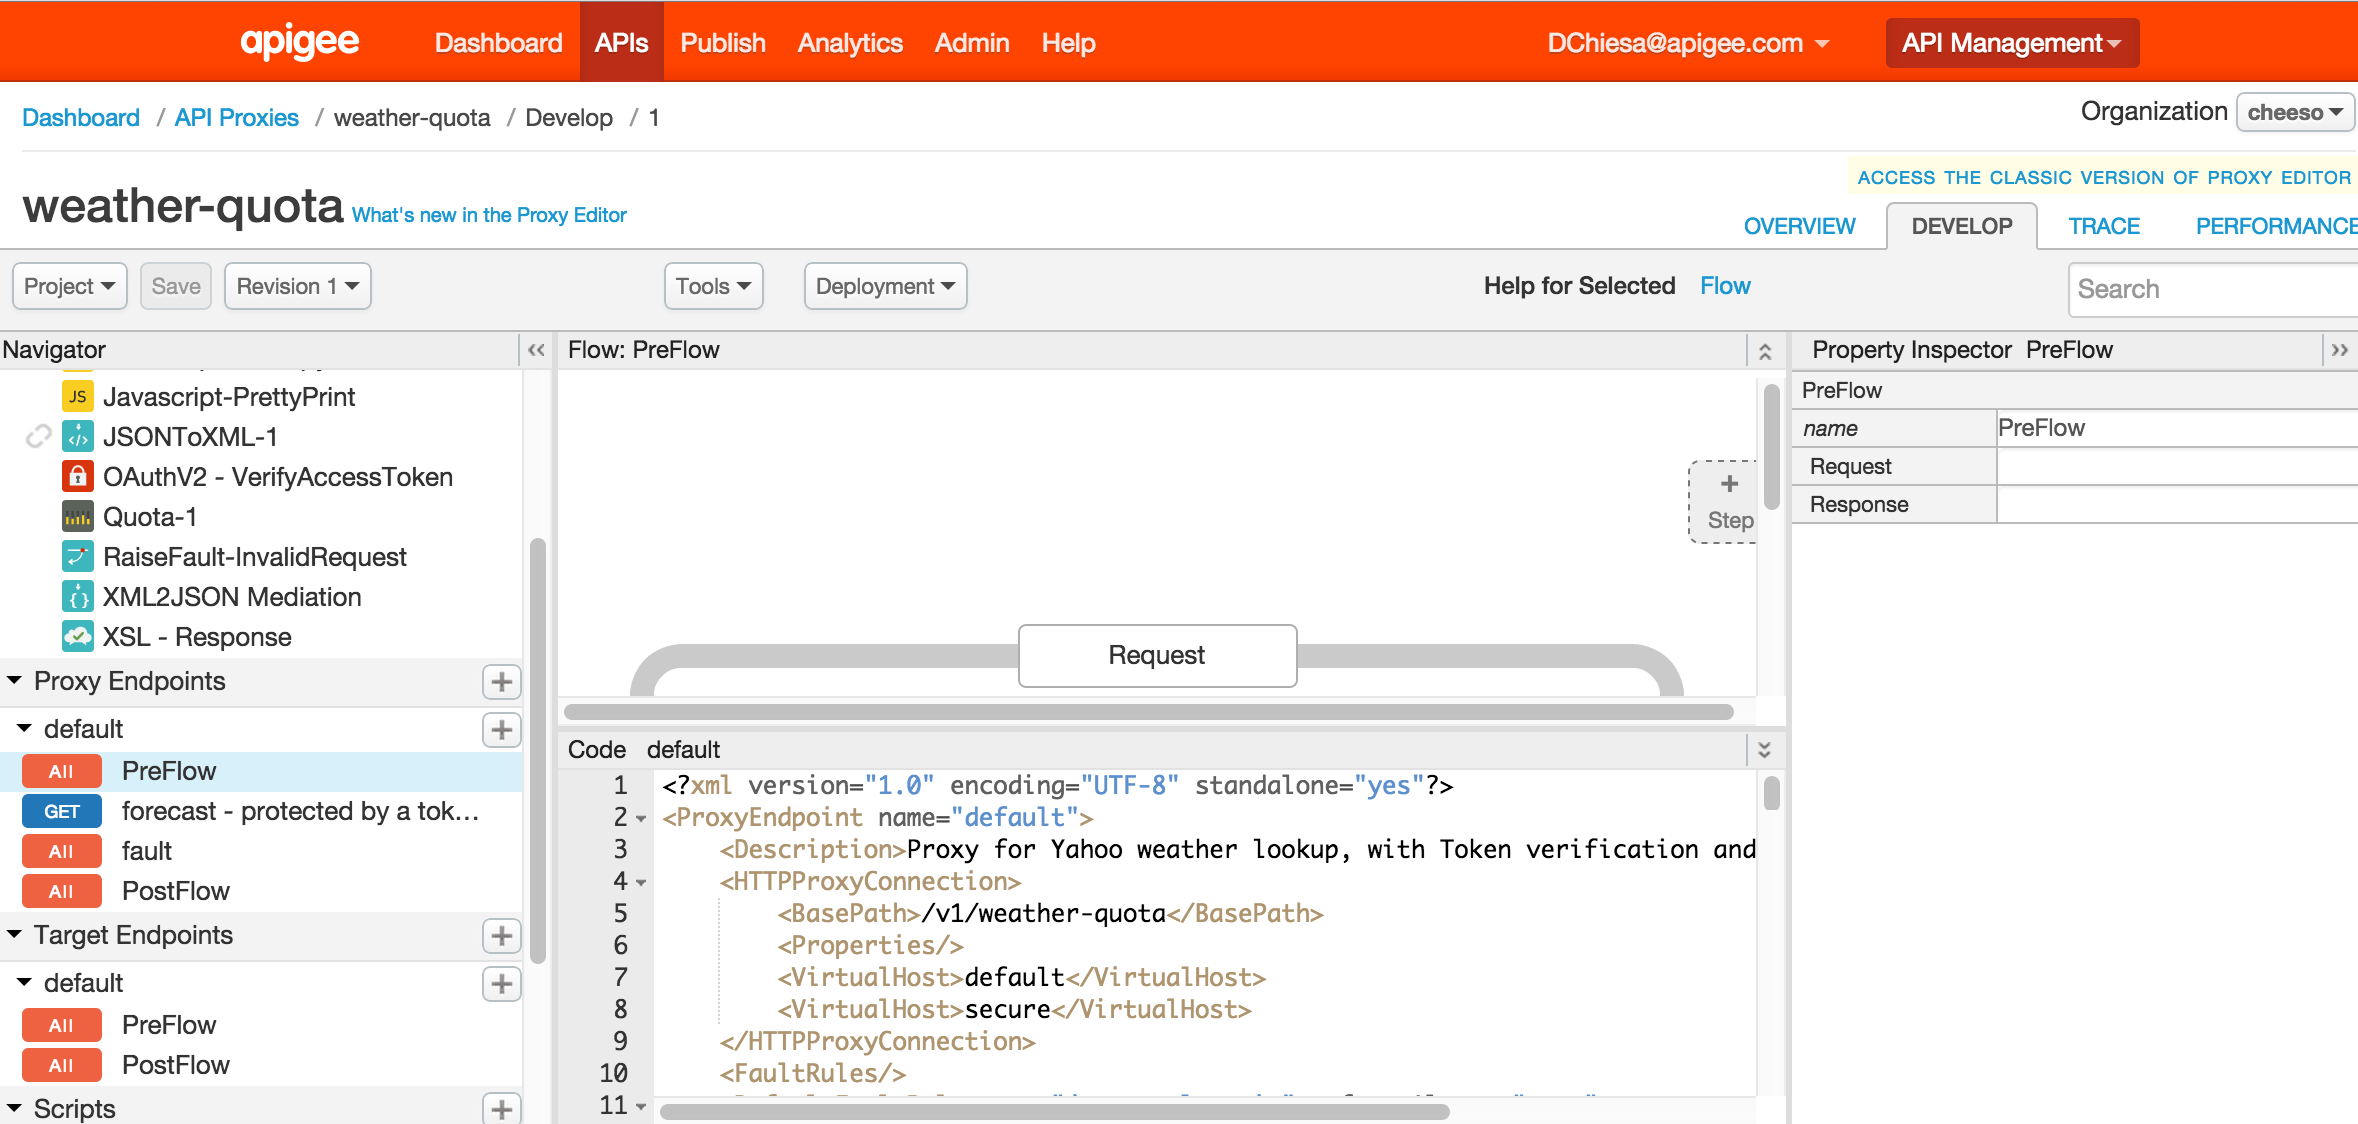 apigee Dashboard APIs Publish Analytics Admin Help DChiesa@apigee.com API Management
Dashboard / API Proxies / weather-quota / Develop / 1 Organization cheeso
ACCESS THE CLASSIC VERSION OF PROXY EDITOR
weather-quota What's new in the Proxy Editor
OVERVIEW DEVELOP TRACE PERFORMANCE
Project Save Revision 1 Tools Deployment Help for Selected Flow Search
Navigator
JS Javascript-PrettyPrint
JSONToXML-1
OAuthV2 - VerifyAccessToken
Quota-1
RaiseFault-InvalidRequest
XML2JSON Mediation
XSL - Response
Proxy Endpoints
default
All PreFlow
GET forecast - protected by a tok...
All fault
All PostFlow
Target Endpoints
default
All PreFlow
All PostFlow
Scripts
Flow: PreFlow
+
Step
Request
Code default
1 <?xml version="1.0" encoding="UTF-8" standalone="yes"?>
2 <ProxyEndpoint name="default">
3 <Description>Proxy for Yahoo weather lookup, with Token verification and
4 <HTTPProxyConnection>
5 <BasePath>/v1/weather-quota</BasePath>
6 <Properties/>
7 <VirtualHost>default</VirtualHost>
8 <VirtualHost>secure</VirtualHost>
9 </HTTPProxyConnection>
10 <FaultRules/>
11
Property Inspector PreFlow
PreFlow
name PreFlow
Request
Response